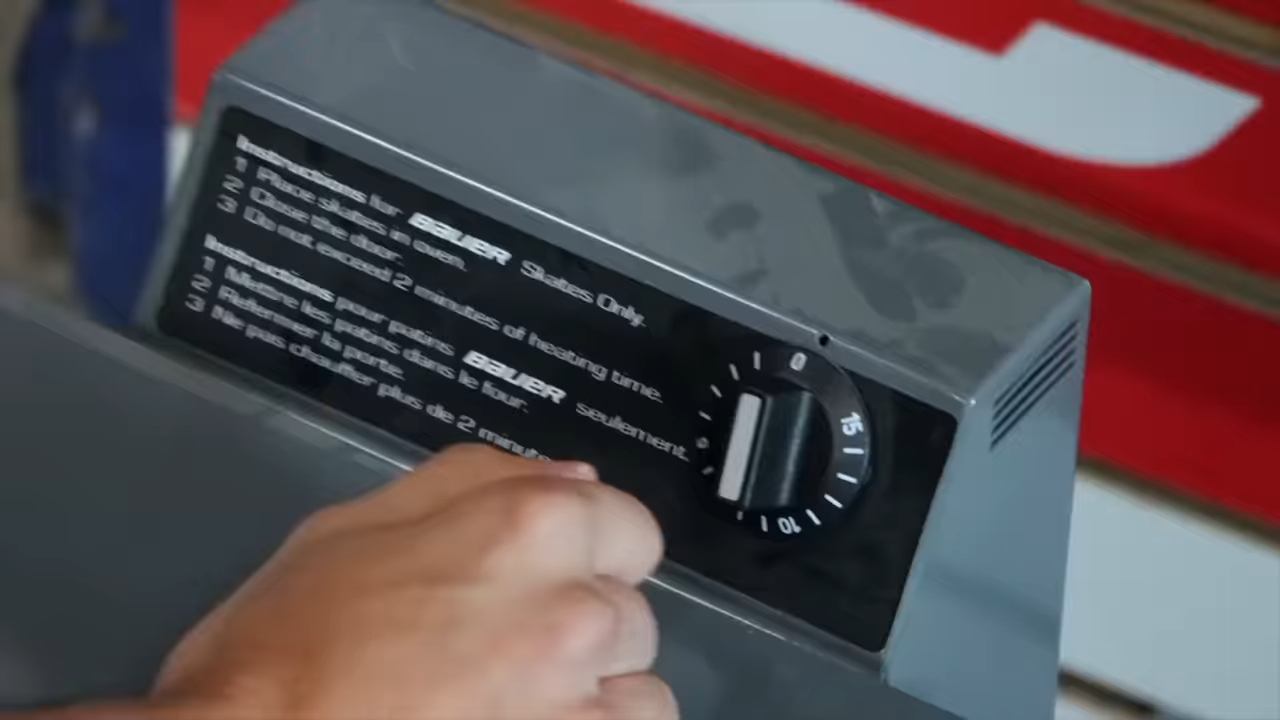 Instructions for BAUER Skates Only.
1 Place skates in oven.
2 Close the door.
3 Do not exceed 2 minutes of heating time.
Instructions pour patins BAUER seulement.
1 Mettre les patins dans le four.
2 Refermer la porte.
3 Ne pas chauffer plus de 2
0
15
10